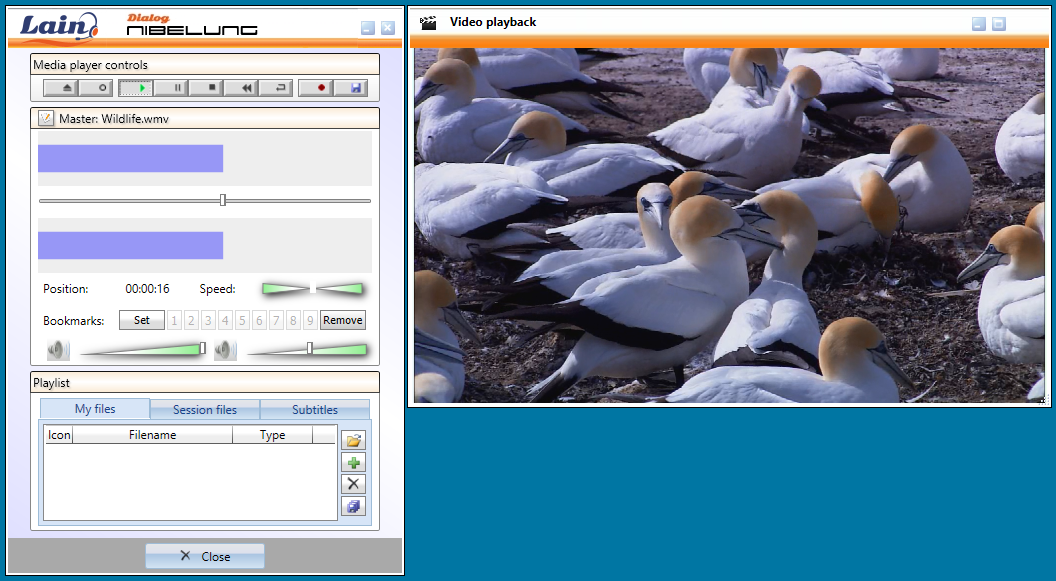 Lain
Dialog
NIBELUNG
Video playback
Media player controls
Master: Wildlife.wmv
Position: 00:00:16 Speed:
Bookmarks: Set 1 2 3 4 5 6 7 8 9 Remove
Playlist
My files Session files Subtitles
Icon Filename Type
Close